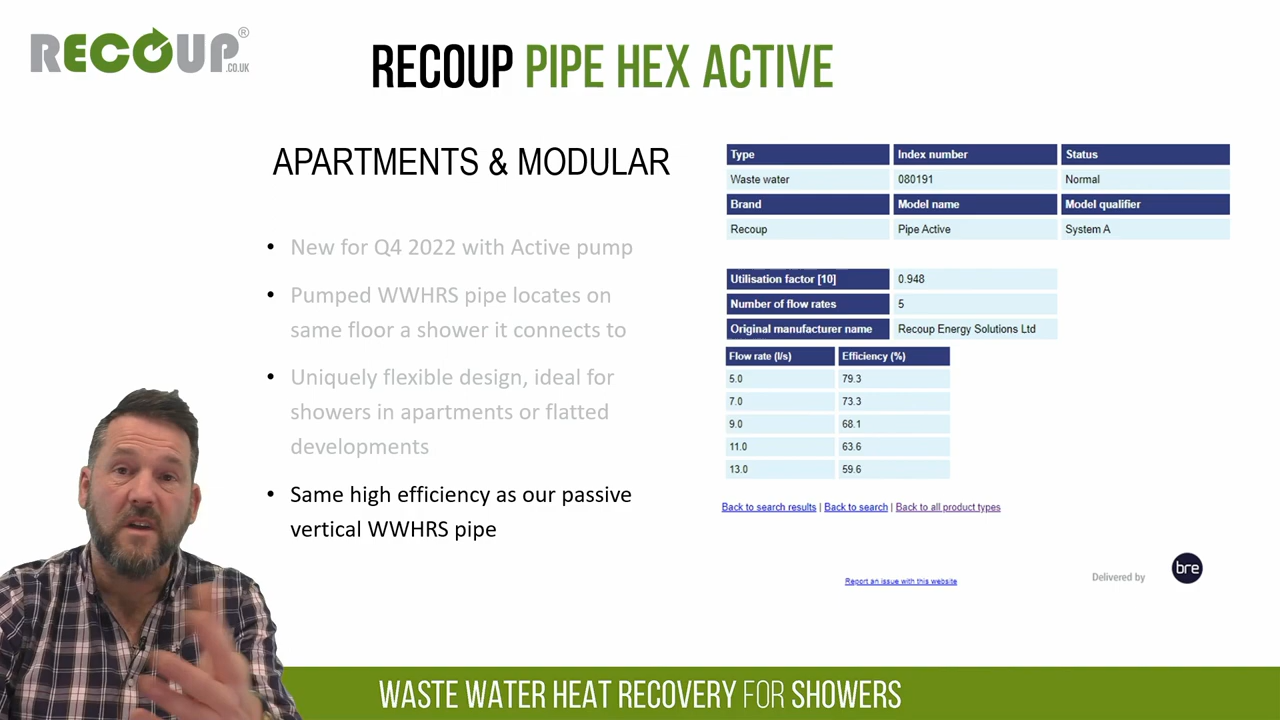 RECOUP®
.CO.UK
RECOUP PIPE HEX ACTIVE
APARTMENTS & MODULAR
• New for Q4 2022 with Active pump
• Pumped WWHRS pipe locates on
same floor a shower it connects to
• Uniquely flexible design, ideal for
showers in apartments or flatted
developments
• Same high efficiency as our passive
vertical WWHRS pipe
Type Index number Status
Waste water 080191 Normal
Brand Model name Model qualifier
Recoup Pipe Active System A
Utilisation factor [10] 0.948
Number of flow rates 5
Original manufacturer name Recoup Energy Solutions Ltd
Flow rate (l/s) Efficiency (%)
5.0 79.3
7.0 73.3
9.0 68.1
11.0 63.6
13.0 59.6
Back to search results | Back to search | Back to all product types
Report an issue with this website
Delivered by bre
WASTE WATER HEAT RECOVERY FOR SHOWERS